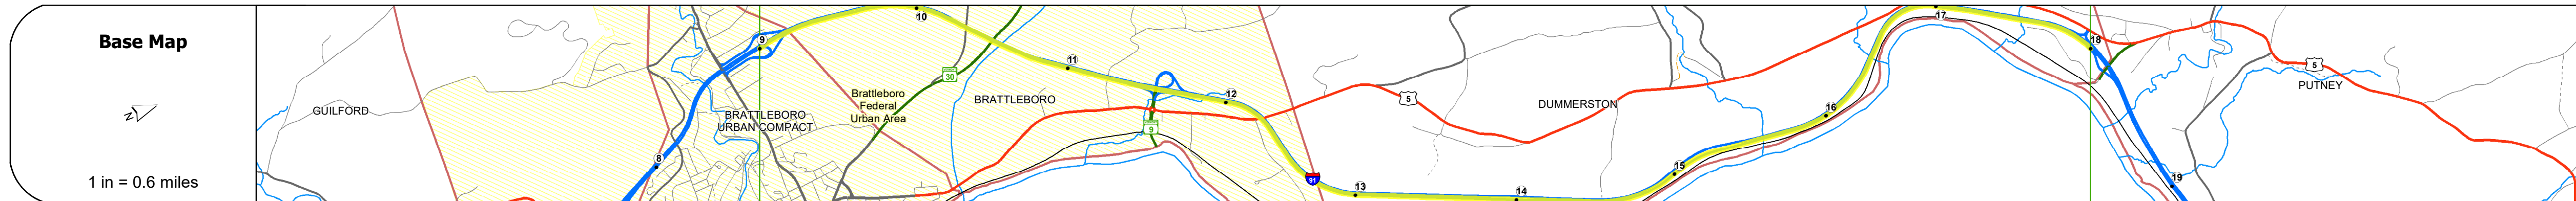 Base Map
N
1 in = 0.6 miles
GUILFORD
8
9
BRATTLEBORO
URBAN COMPACT
Brattleboro
Federal
Urban Area
10
30
BRATTLEBORO
11
9
12
91
13
5
14
DUMMERSTON
15
16
17
18
19
5
PUTNEY